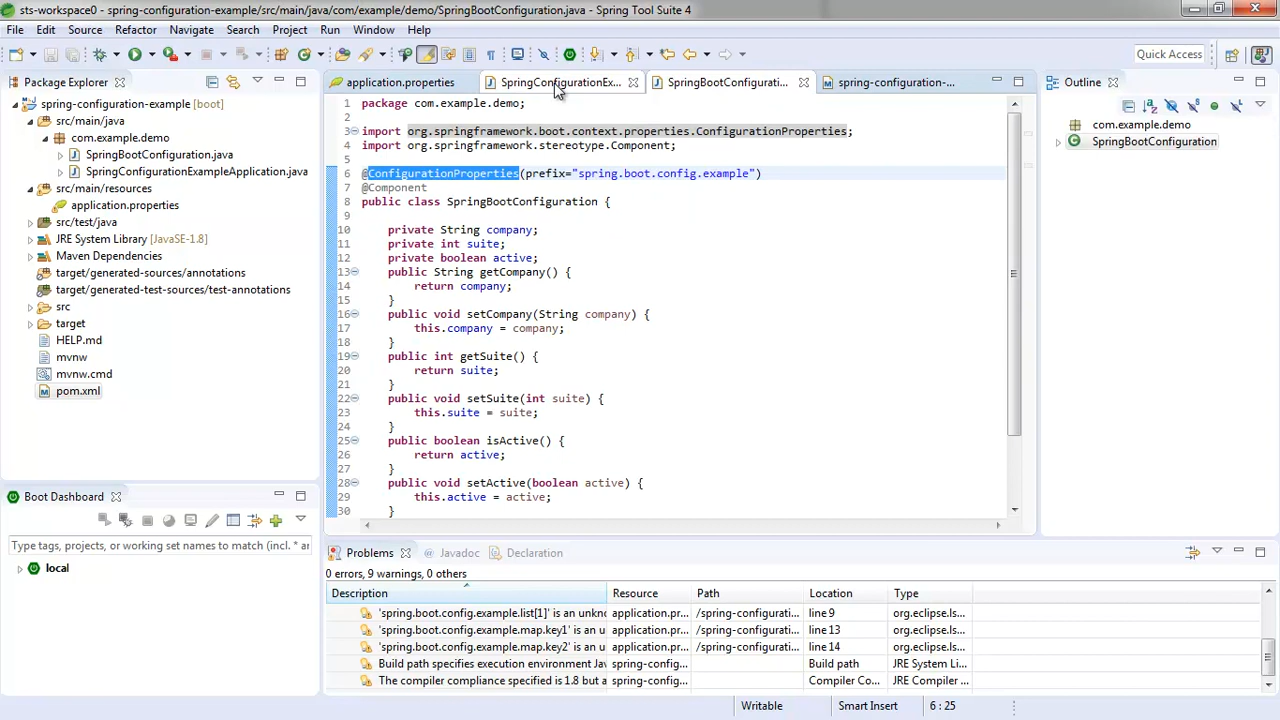 sts-workspace0 - spring-configuration-example/src/main/java/com/example/demo/SpringBootConfiguration.java - Spring Tool Suite 4
File Edit Source Refactor Navigate Search Project Run Window Help
Quick Access
Package Explorer
spring-configuration-example [boot]
src/main/java
com.example.demo
SpringBootConfiguration.java
SpringConfigurationExampleApplication.java
src/main/resources
application.properties
src/test/java
JRE System Library [JavaSE-1.8]
Maven Dependencies
target/generated-sources/annotations
target/generated-test-sources/test-annotations
src
target
HELP.md
mvnw
mvnw.cmd
pom.xml
Boot Dashboard
Type tags, projects, or working set names to match (incl. * ar
local
application.properties SpringConfigurationEx... SpringBootConfigurati... spring-configuration-...
1 package com.example.demo;
2
3 import org.springframework.boot.context.properties.ConfigurationProperties;
4 import org.springframework.stereotype.Component;
5
6 @ConfigurationProperties(prefix="spring.boot.config.example")
7 @Component
8 public class SpringBootConfiguration {
9
10 private String company;
11 private int suite;
12 private boolean active;
13 public String getCompany() {
14 return company;
15 }
16 public void setCompany(String company) {
17 this.company = company;
18 }
19 public int getSuite() {
20 return suite;
21 }
22 public void setSuite(int suite) {
23 this.suite = suite;
24 }
25 public boolean isActive() {
26 return active;
27 }
28 public void setActive(boolean active) {
29 this.active = active;
30 }
Outline
com.example.demo
SpringBootConfiguration
Problems @ Javadoc Declaration
0 errors, 9 warnings, 0 others
Description Resource Path Location Type
'spring.boot.config.example.list[1]' is an unkno application.pr... /spring-configurati... line 9 org.eclipse.ls...
'spring.boot.config.example.map.key1' is an u application.pr... /spring-configurati... line 13 org.eclipse.ls...
'spring.boot.config.example.map.key2' is an u application.pr... /spring-configurati... line 14 org.eclipse.ls...
Build path specifies execution environment Jav spring-config... Build path JRE System Li...
The compiler compliance specified is 1.8 but a spring-config... Compiler Co... JRE Compiler ...
Writable Smart Insert 6 : 25